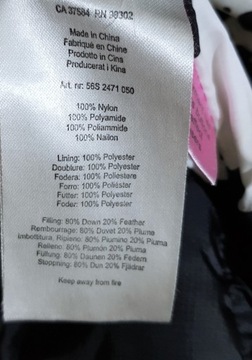 CA 37584 RN 99302
Made in China
Fabriqué en Chine
Prodotto in Cina
Producerat i Kina
Art. nr: 56S 2471 050
100% Nylon
100% Polyamide
100% Poliammide
100% Nailon
Lining: 100% Polyester
Doublure: 100% Polyester
Fodera: 100% Poliestere
Forro: 100% Poliéster
Futter: 100% Polyester
Foder: 100% Polyester
Filling: 80% Down 20% Feather
Rembourrage: 80% Duvet 20% Plume
Imbottitura, Ripieno: 80% Piumino 20% Piuma
Relleno: 80% Plumón 20% Pluma
Füllung: 80% Daunen 20% Federn
Stoppning: 80% Dun 20% Fjädrar
Keep away from fire